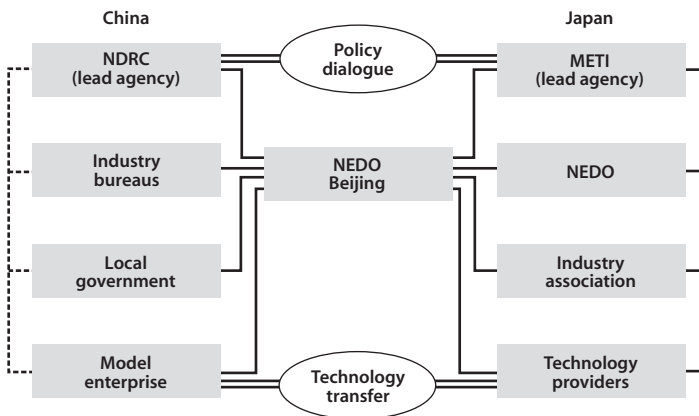 China
Japan
NDRC
(lead agency)
Policy
dialogue
METI
(lead agency)
Industry
bureaus
NEDO
Beijing
NEDO
Local
government
Industry
association
Model
enterprise
Technology
transfer
Technology
providers